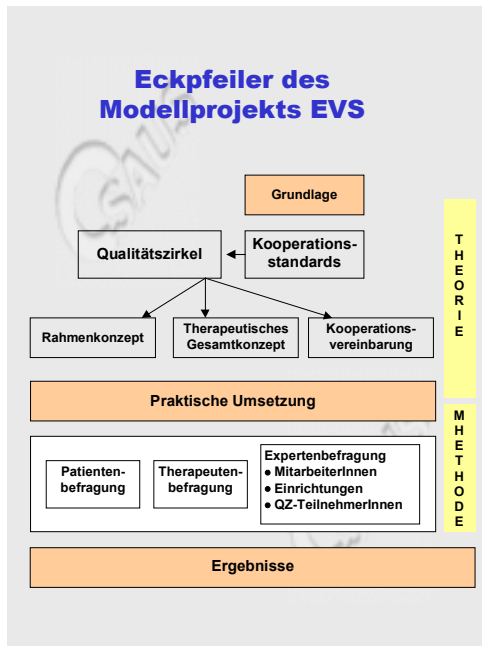 Eckpfeiler des
Modellprojekts EVS
SAUS
Grundlage
Qualitätszirkel
Kooperations-
standards
Rahmenkonzept
Therapeutisches
Gesamtkonzept
Kooperations-
vereinbarung
T
H
E
O
R
I
E
Praktische Umsetzung
Patienten-
befragung
Therapeuten-
befragung
Expertenbefragung
● MitarbeiterInnen
● Einrichtungen
● QZ-TeilnehmerInnen
M
H
E
T
H
O
D
E
Ergebnisse